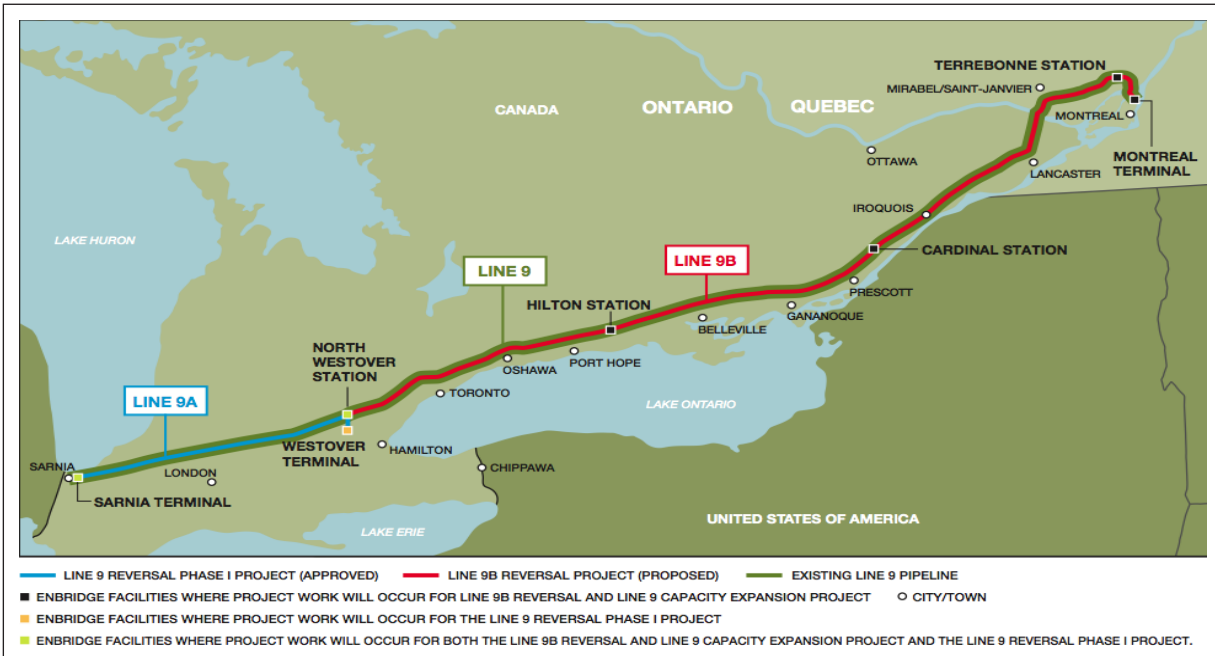 TERREBONNE STATION
MIRABEL/SAINT-JANVIER
CANADA
ONTARIO
QUEBEC
MONTREAL
OTTAWA
MONTREAL
TERMINAL
LANCASTER
IROQUOIS
LAKE HURON
CARDINAL STATION
LINE 9
LINE 9B
PRESCOTT
HILTON STATION
GANANOQUE
BELLEVILLE
NORTH
WESTOVER
STATION
OSHAWA
PORT HOPE
TORONTO
LINE 9A
LAKE ONTARIO
WESTOVER
TERMINAL
HAMILTON
SARNIA
LONDON
CHIPPAWA
SARNIA TERMINAL
UNITED STATES OF AMERICA
LAKE ERIE
LINE 9 REVERSAL PHASE I PROJECT (APPROVED)
LINE 9B REVERSAL PROJECT (PROPOSED)
EXISTING LINE 9 PIPELINE
ENBRIDGE FACILITIES WHERE PROJECT WORK WILL OCCUR FOR LINE 9B REVERSAL AND LINE 9 CAPACITY EXPANSION PROJECT
CITY/TOWN
ENBRIDGE FACILITIES WHERE PROJECT WORK WILL OCCUR FOR THE LINE 9 REVERSAL PHASE I PROJECT
ENBRIDGE FACILITIES WHERE PROJECT WORK WILL OCCUR FOR BOTH THE LINE 9B REVERSAL AND LINE 9 CAPACITY EXPANSION PROJECT AND THE LINE 9 REVERSAL PHASE I PROJECT.